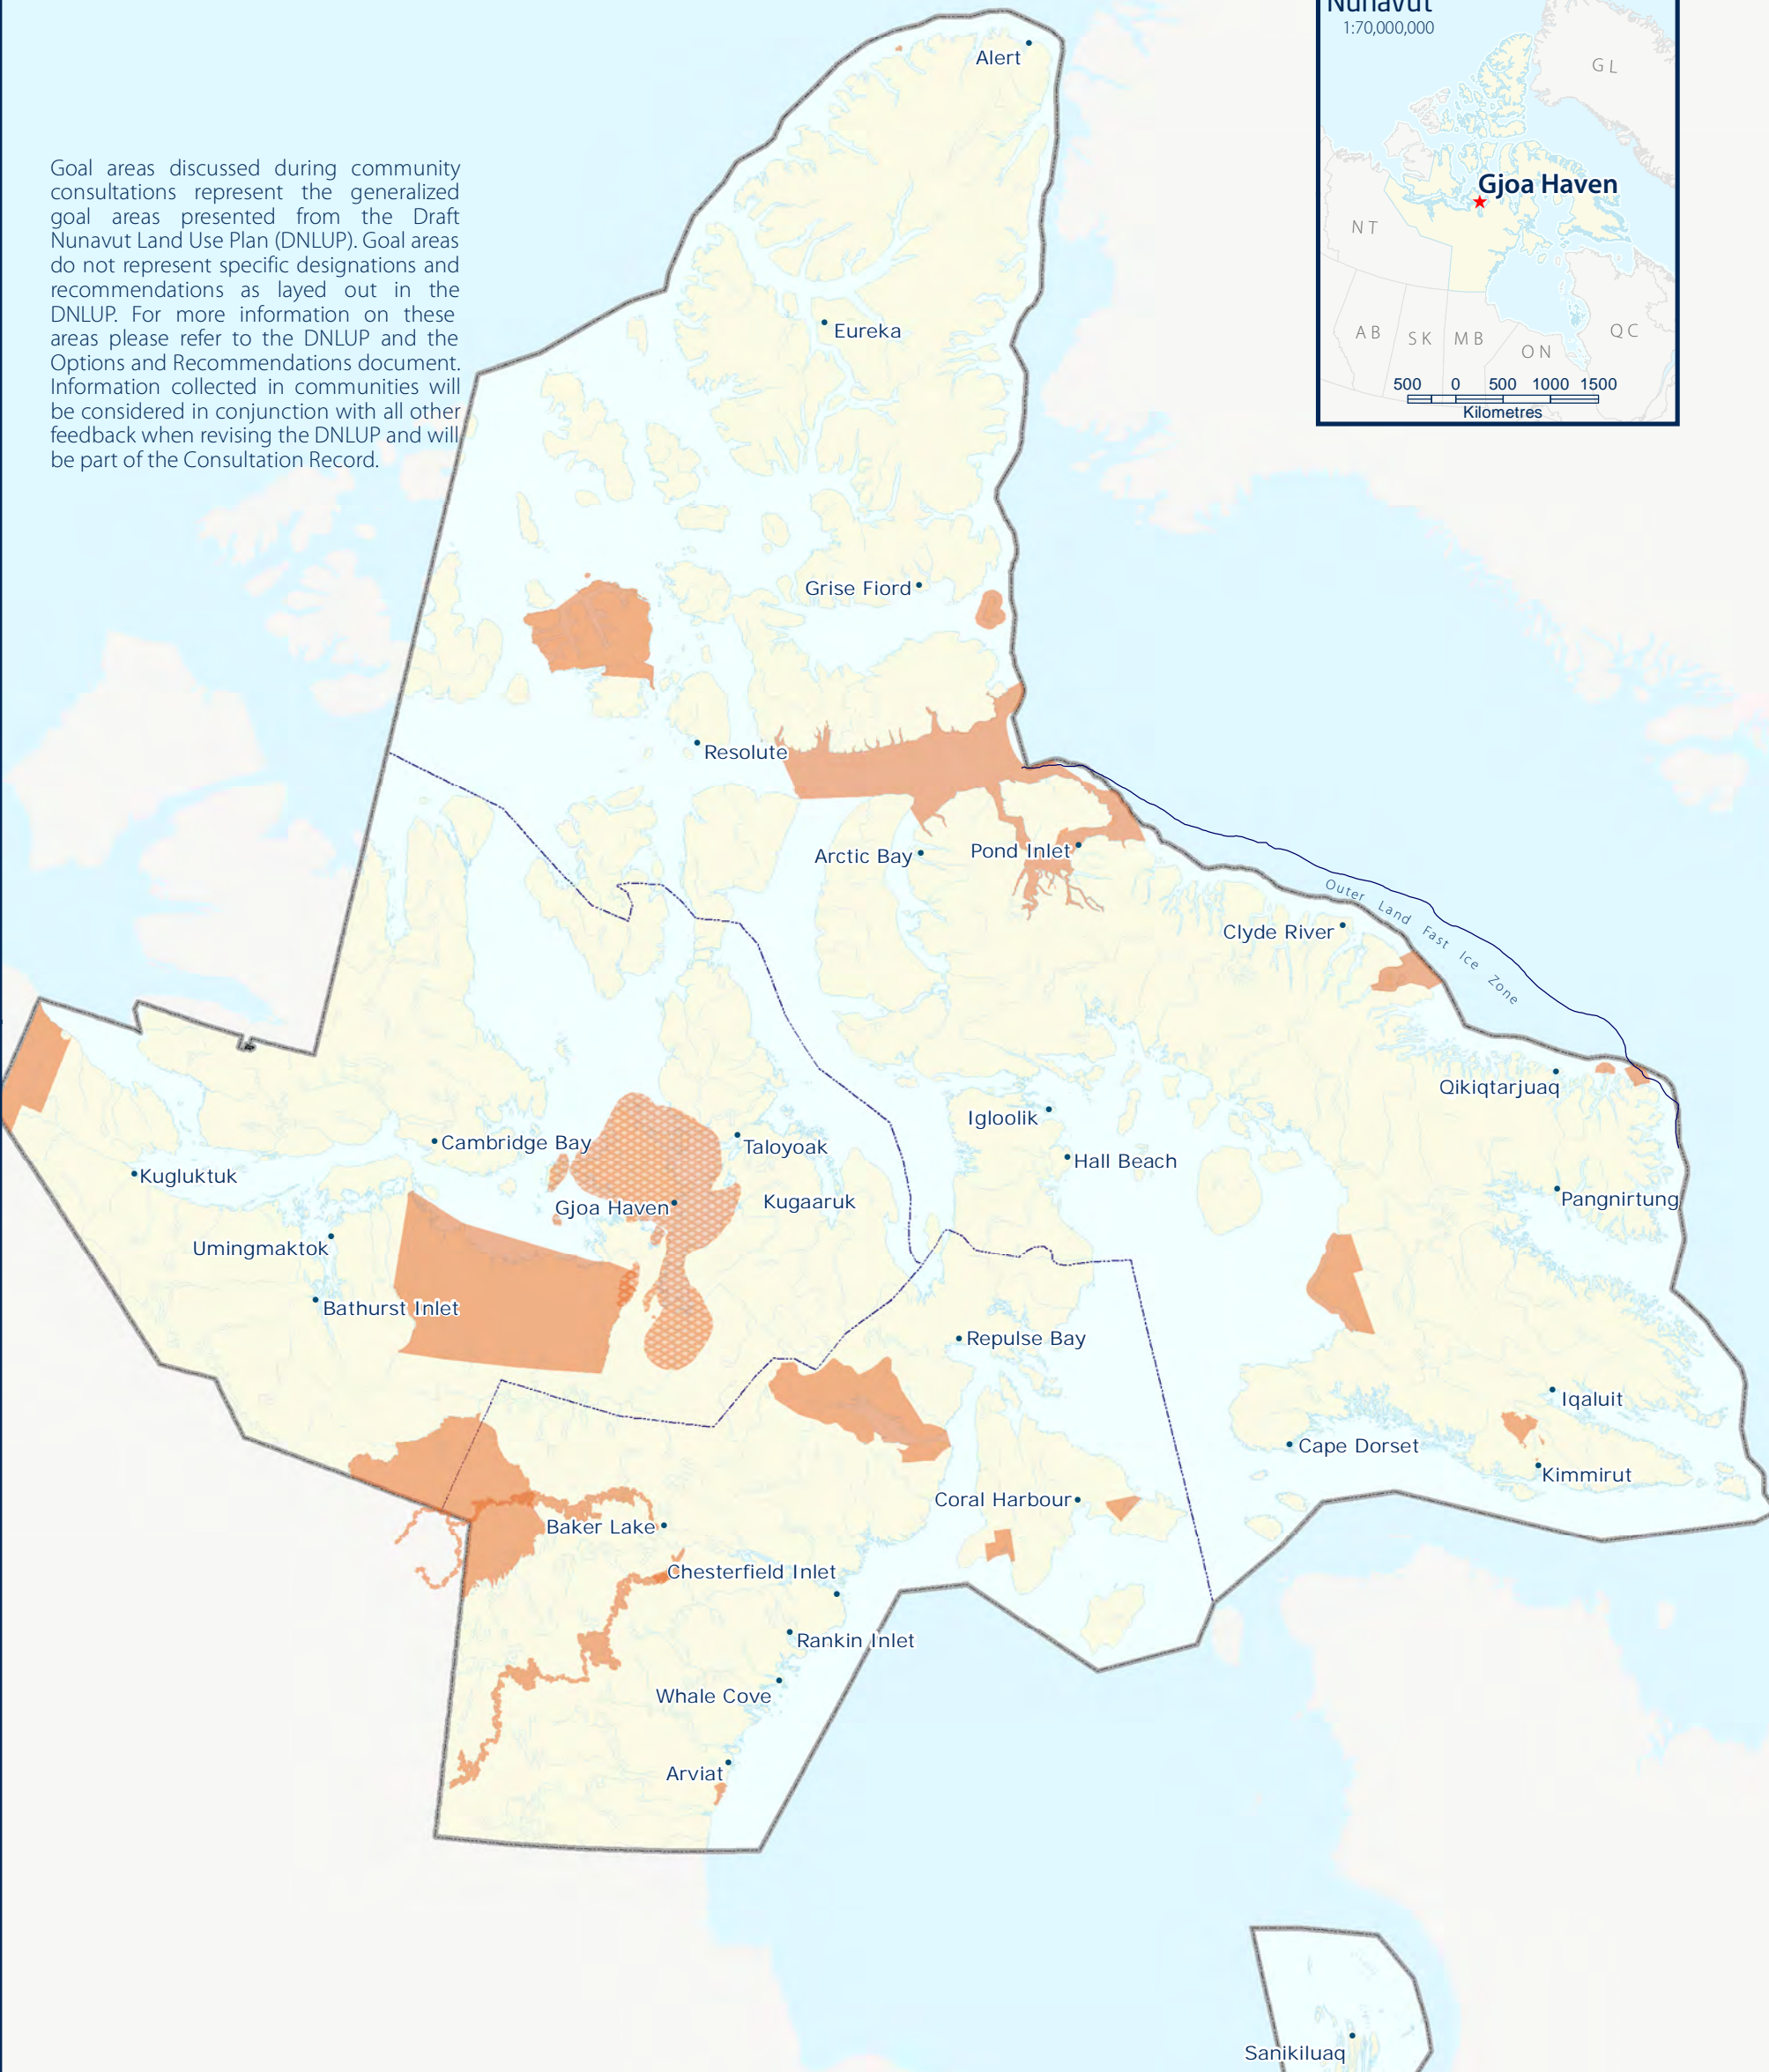 Nunavut
1:70,000,000
GL
Gjoa Haven
NT
AB
SK
MB
ON
QC
500 0 500 1000 1500
Kilometres
Goal areas discussed during community
consultations represent the generalized
goal areas presented from the Draft
Nunavut Land Use Plan (DNLUP). Goal areas
do not represent specific designations and
recommendations as layed out in the
DNLUP. For more information on these
areas please refer to the DNLUP and the
Options and Recommendations document.
Information collected in communities will
be considered in conjunction with all other
feedback when revising the DNLUP and will
be part of the Consultation Record.
Alert
Eureka
Grise Fiord
Resolute
Arctic Bay
Pond Inlet
Outer Land Fast Ice Zone
Clyde River
Qikiqtarjuaq
Igloolik
Cambridge Bay
Taloyoak
Hall Beach
Kugluktuk
Pangnirtung
Gjoa Haven
Kugaaruk
Umingmaktok
Bathurst Inlet
Repulse Bay
Iqaluit
Cape Dorset
Kimmirut
Coral Harbour
Baker Lake
Chesterfield Inlet
Rankin Inlet
Whale Cove
Arviat
Sanikiluaq